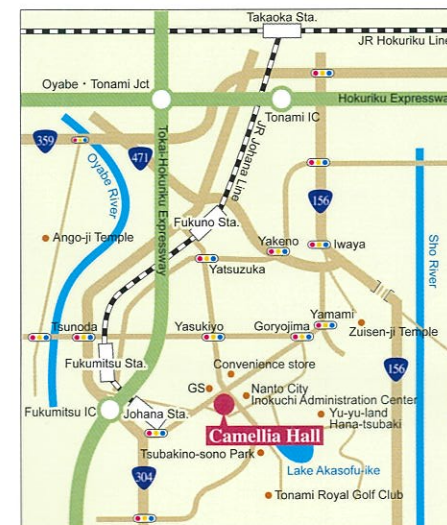 Takaoka Sta.
JR Hokuriku Line
Oyabe・Tonami Jct
Hokuriku Expressway
Tonami IC
359
471
Tokai-Hokuriku Expressway
JR Johana Line
Oyabe River
156
Sho River
Fukuno Sta.
Ango-ji Temple
Yakeno
Iwaya
Yatsuzuka
Zuisen-ji Temple
Yamami
Tsunoda
Yasukiyo
Goryojima
Fukumitsu Sta.
Convenience store
156
GS
Nanto City
Inokuchi Administration Center
Fukumitsu IC
Johana Sta.
Yu-yu-land
Hana-tsubaki
Camellia Hall
Tsubakino-sono Park
Lake Akasofu-ike
304
Tonami Royal Golf Club